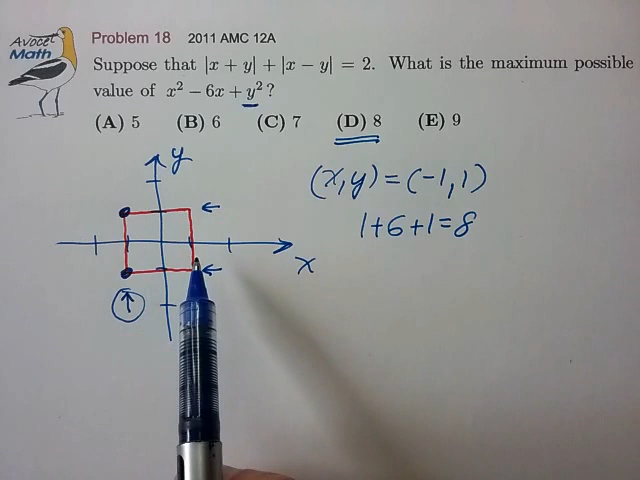 Avocet Math
Problem 18 2011 AMC 12A
Suppose that |x + y| + |x − y| = 2. What is the maximum possible
value of x² − 6x + y² ?
(A) 5 (B) 6 (C) 7 (D) 8 (E) 9
y
(x,y) = (-1,1)
1+6+1=8
x